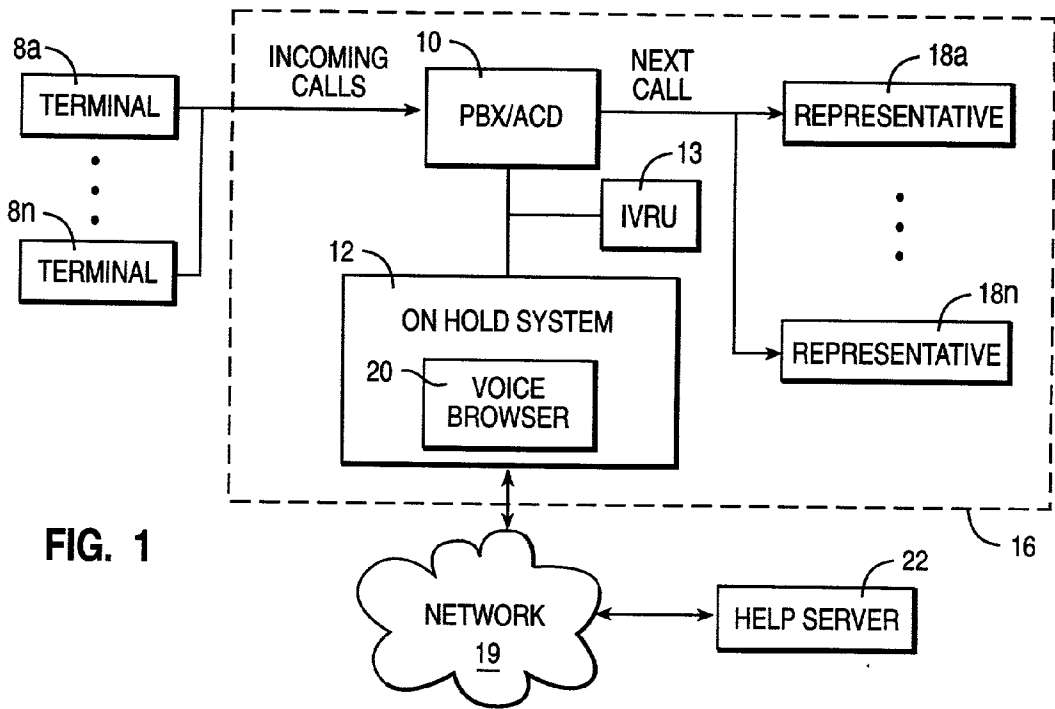 8a
TERMINAL
8n
TERMINAL
INCOMING
CALLS
10
PBX/ACD
NEXT
CALL
18a
REPRESENTATIVE
13
IVRU
12
ON HOLD SYSTEM
20
VOICE
BROWSER
18n
REPRESENTATIVE
16
FIG. 1
NETWORK
19
22
HELP SERVER